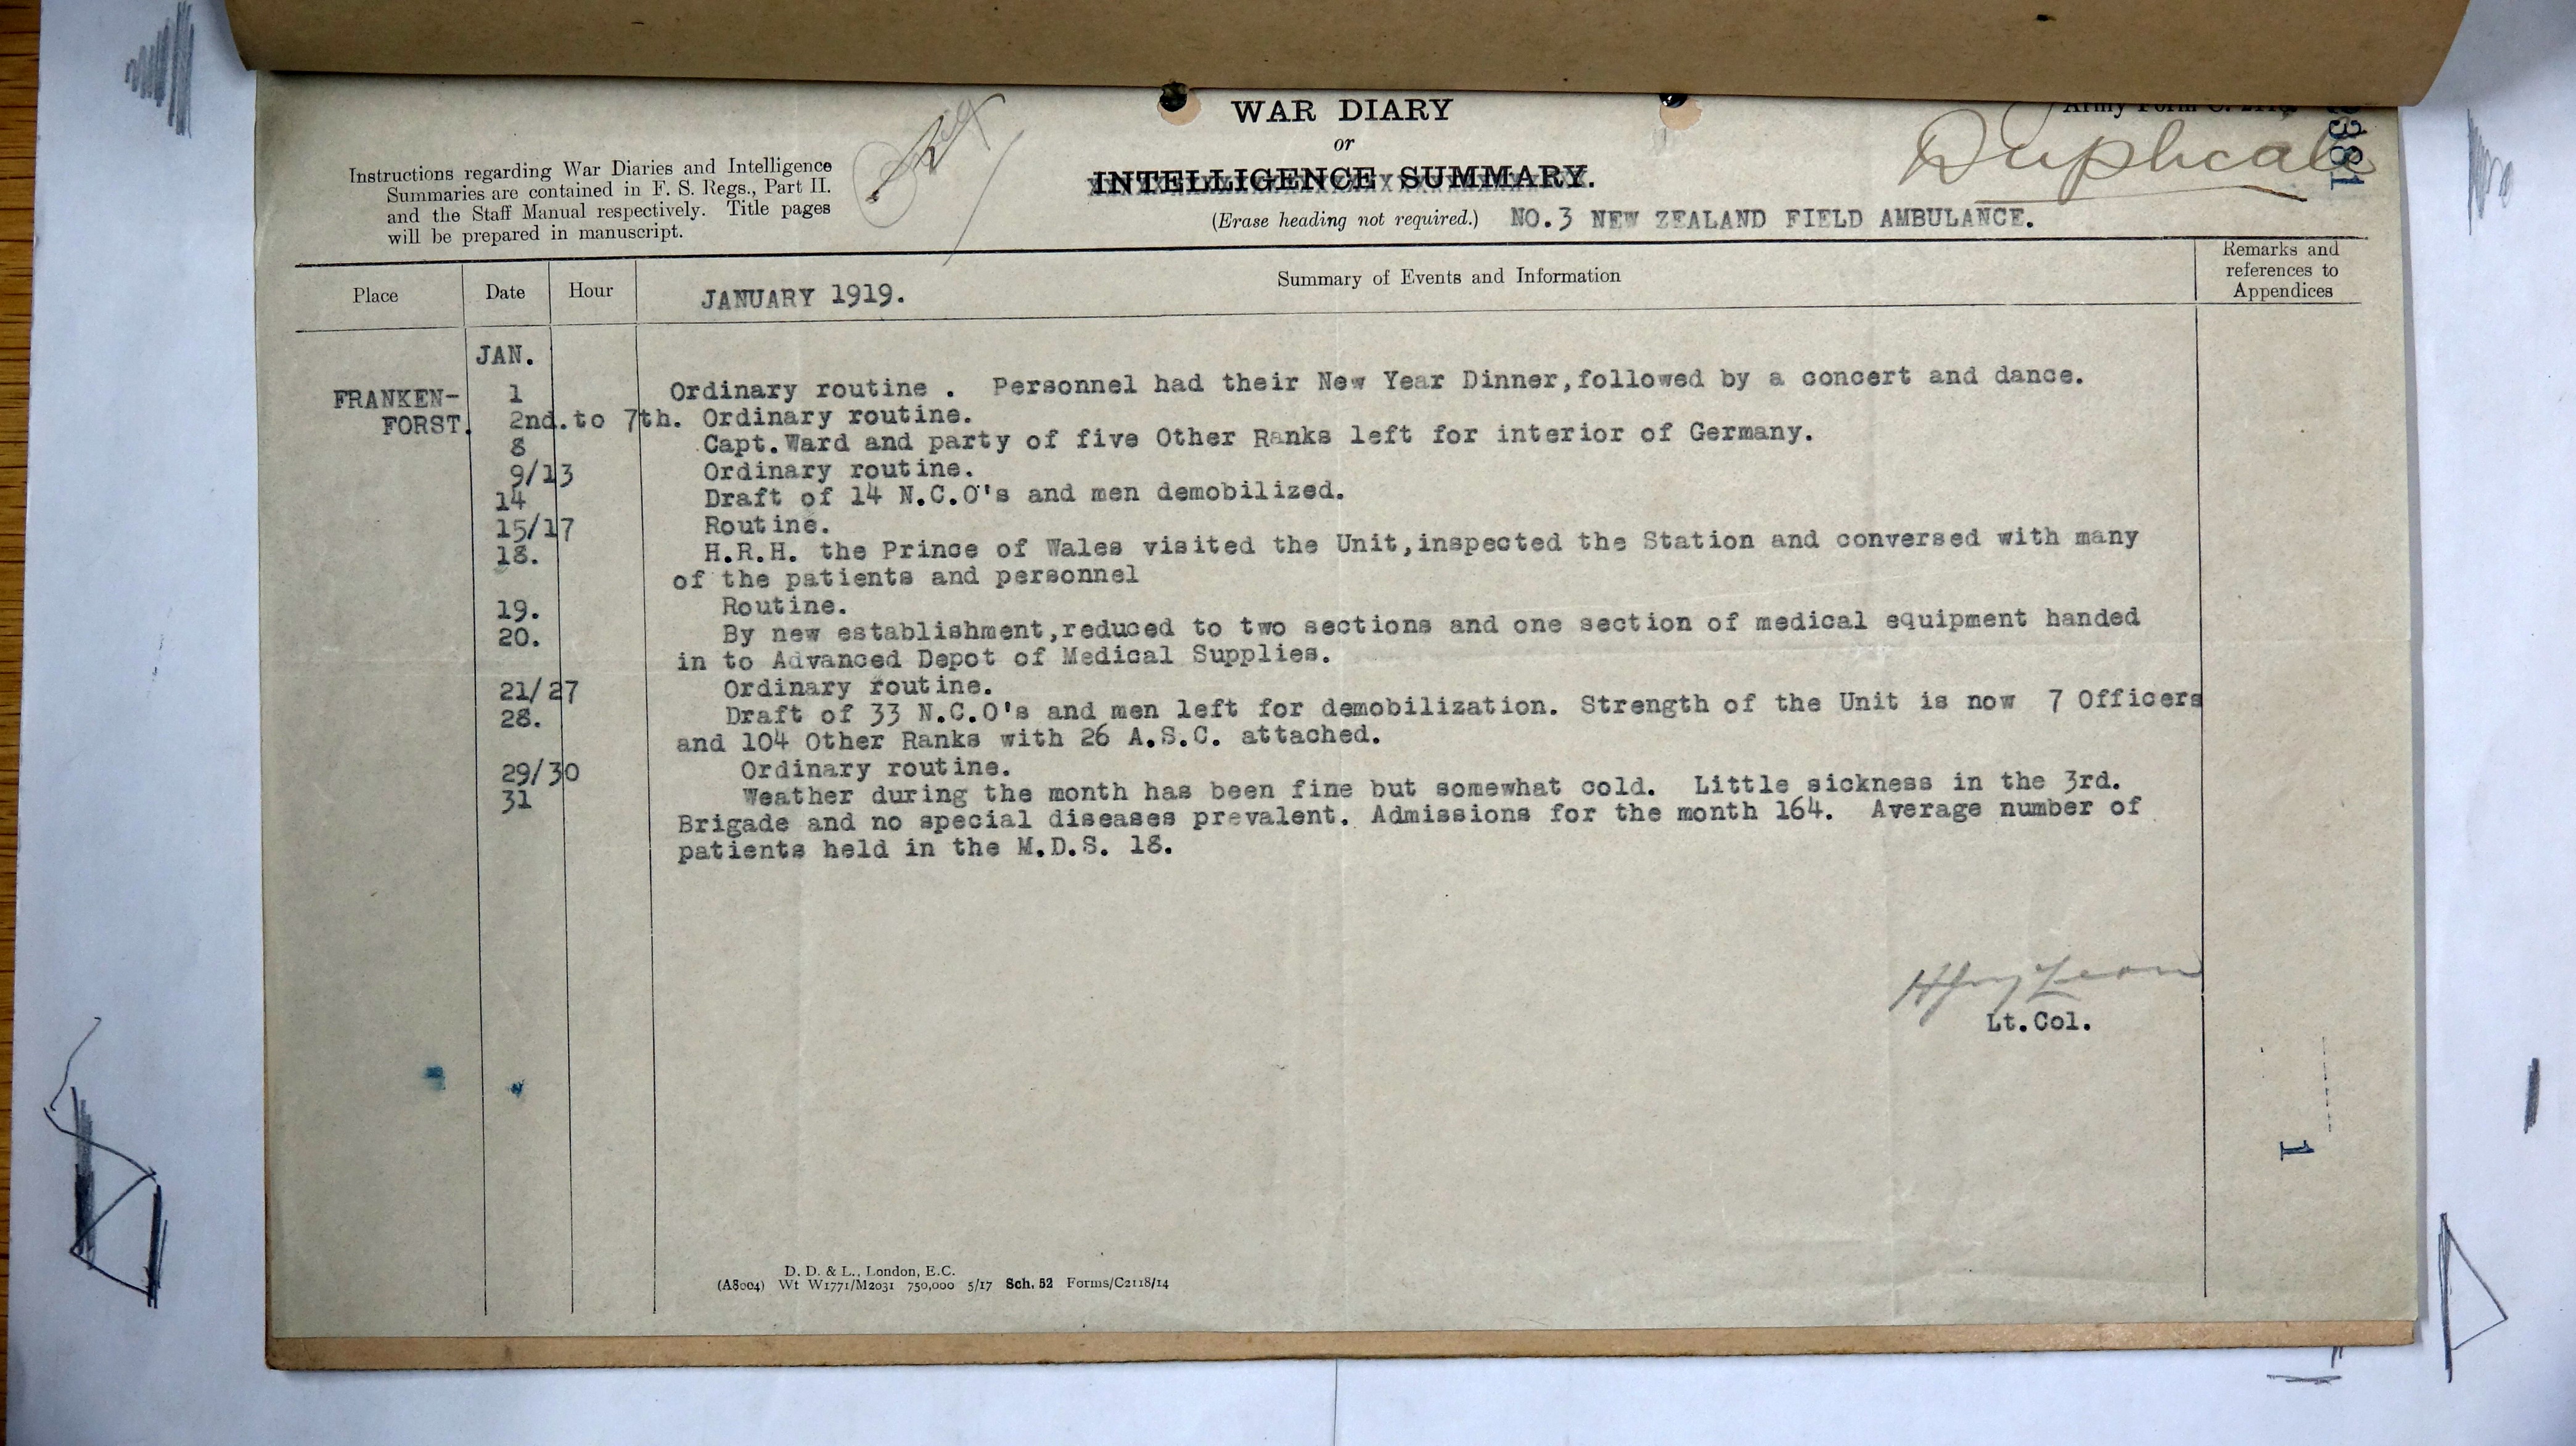 WAR DIARY
or
INTELLIGENCE SUMMARY.
(Erase heading not required.) NO.3 NEW ZEALAND FIELD AMBULANCE.
Army Form C.
Duplicate
Instructions regarding War Diaries and Intelligence
Summaries are contained in F. S. Regs., Part II.
and the Staff Manual respectively. Title pages
will be prepared in manuscript.
Place Date Hour Summary of Events and Information Remarks and
references to
Appendices
JANUARY 1919.
JAN.
FRANKEN- 1 Ordinary routine . Personnel had their New Year Dinner,followed by a concert and dance.
FORST. 2nd.to 7th. Ordinary routine.
8 Capt.Ward and party of five Other Ranks left for interior of Germany.
9/13 Ordinary routine.
14 Draft of 14 N.C.O's and men demobilized.
15/17 Routine.
18. H.R.H. the Prince of Wales visited the Unit,inspected the Station and conversed with many
of the patients and personnel
19. Routine.
20. By new establishment,reduced to two sections and one section of medical equipment handed
in to Advanced Depot of Medical Supplies.
21/27 Ordinary routine.
28. Draft of 33 N.C.O's and men left for demobilization. Strength of the Unit is now 7 Officers
and 104 Other Ranks with 26 A.S.C. attached.
29/30 Ordinary routine.
31 Weather during the month has been fine but somewhat cold. Little sickness in the 3rd.
Brigade and no special diseases prevalent. Admissions for the month 164. Average number of
patients held in the M.D.S. 18.
Lt.Col.
1
D. D. & L., London, E.C.
(A8004) Wt W1771/M2031 750,000 5/17 Sch. 52 Forms/C2118/14